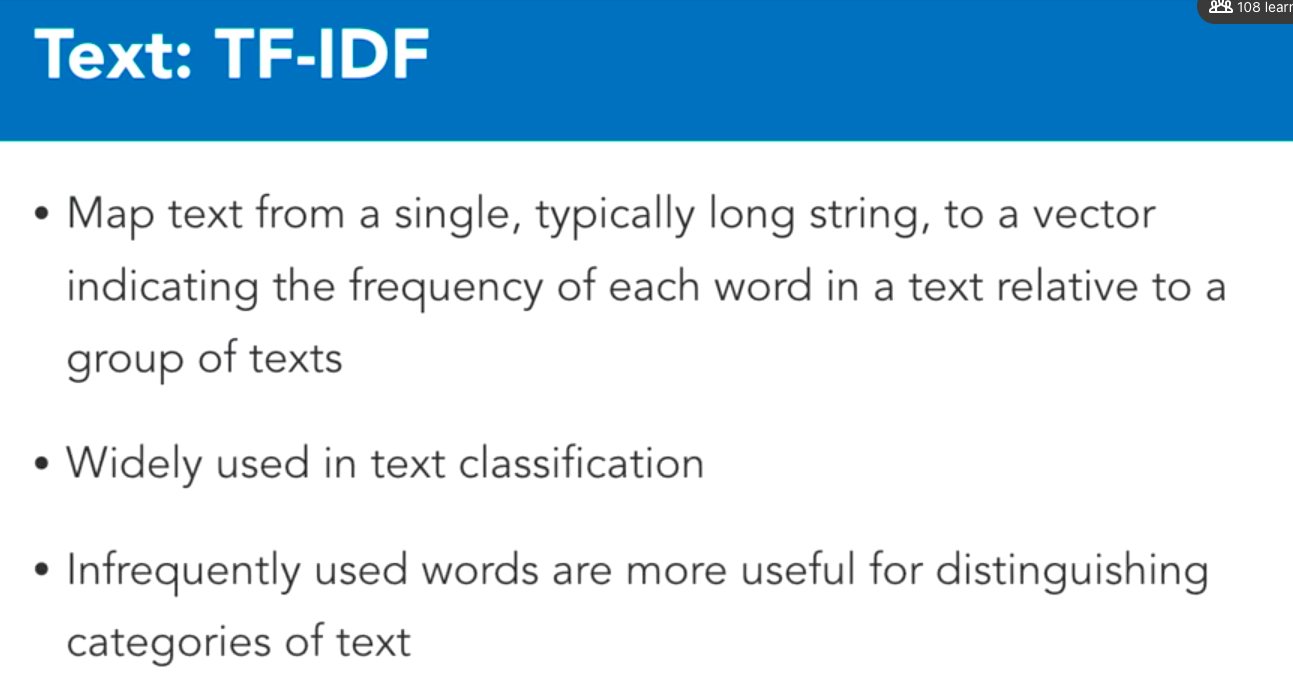 108 lear
Text: TF-IDF
• Map text from a single, typically long string, to a vector
indicating the frequency of each word in a text relative to a
group of texts
• Widely used in text classification
• Infrequently used words are more useful for distinguishing
categories of text